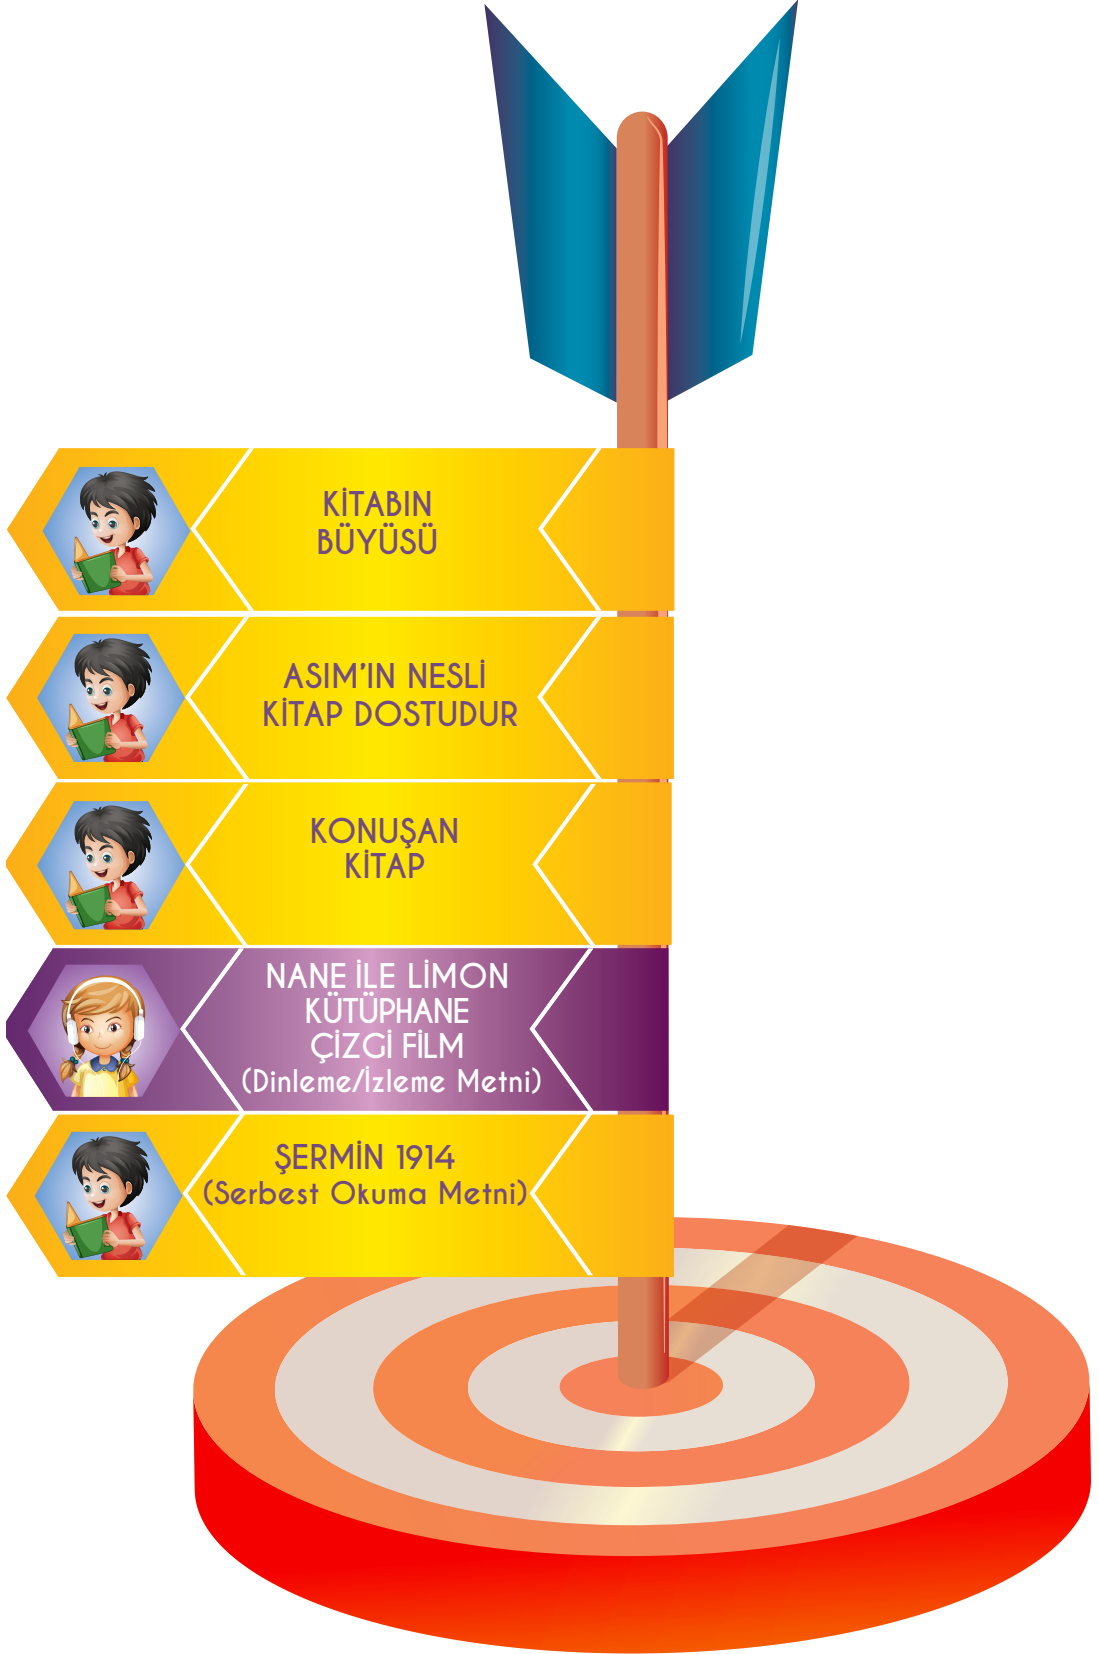 KİTABIN
BÜYÜSÜ
ASIM'IN NESLİ
KİTAP DOSTUDUR
KONUŞAN
KİTAP
NANE İLE LİMON
KÜTÜPHANE
ÇİZGİ FİLM
(Dinleme/İzleme Metni)
ŞERMİN 1914
(Serbest Okuma Metni)